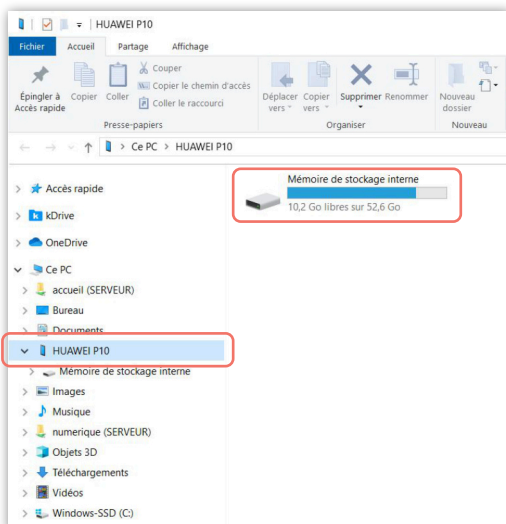 HUAWEI P10
Fichier Accueil Partage Affichage
Épingler à Accès rapide
Copier
Coller
Couper
Copier le chemin d'accès
Coller le raccourci
Presse-papiers
Déplacer vers
Copier vers
Supprimer
Renommer
Organiser
Nouveau dossier
Nouveau
Ce PC > HUAWEI P10
Accès rapide
kDrive
OneDrive
Ce PC
accueil (SERVEUR)
Bureau
Documents
HUAWEI P10
Mémoire de stockage interne
Images
Musique
numerique (SERVEUR)
Objets 3D
Téléchargements
Vidéos
Windows-SSD (C:)
Mémoire de stockage interne
10,2 Go libres sur 52,6 Go